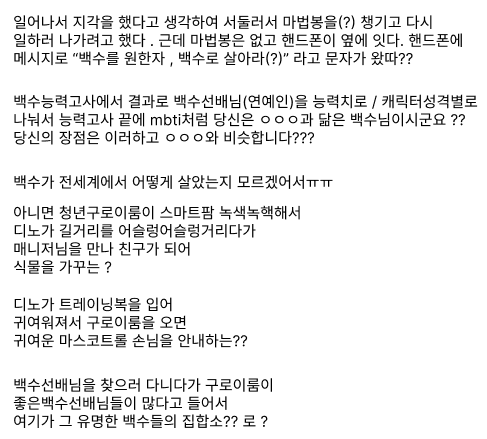 일어나서 지각을 했다고 생각하여 서둘러서 마법봉을(?) 챙기고 다시
일하러 나가려고 했다 . 근데 마법봉은 없고 핸드폰이 옆에 잇다. 핸드폰에
메시지로 “백수를 원한자 , 백수로 살아라(?)” 라고 문자가 왔따??
백수능력고사에서 결과로 백수선배님(연예인)을 능력치로 / 캐릭터성격별로
나눠서 능력고사 끝에 mbti처럼 당신은 ㅇㅇㅇ과 닮은 백수님이시군요 ??
당신의 장점은 이러하고 ㅇㅇㅇ와 비슷합니다???
백수가 전세계에서 어떻게 살았는지 모르겠어서ㅠㅠ
아니면 청년구로이룸이 스마트팜 녹색녹핵해서
디노가 길거리를 어슬렁어슬렁거리다가
매니저님을 만나 친구가 되어
식물을 가꾸는 ?
디노가 트레이닝복을 입어
귀여워져서 구로이룸을 오면
귀여운 마스코트롤 손님을 안내하는??
백수선배님을 찾으러 다니다가 구로이룸이
좋은백수선배님들이 많다고 들어서
여기가 그 유명한 백수들의 집합소?? 로 ?